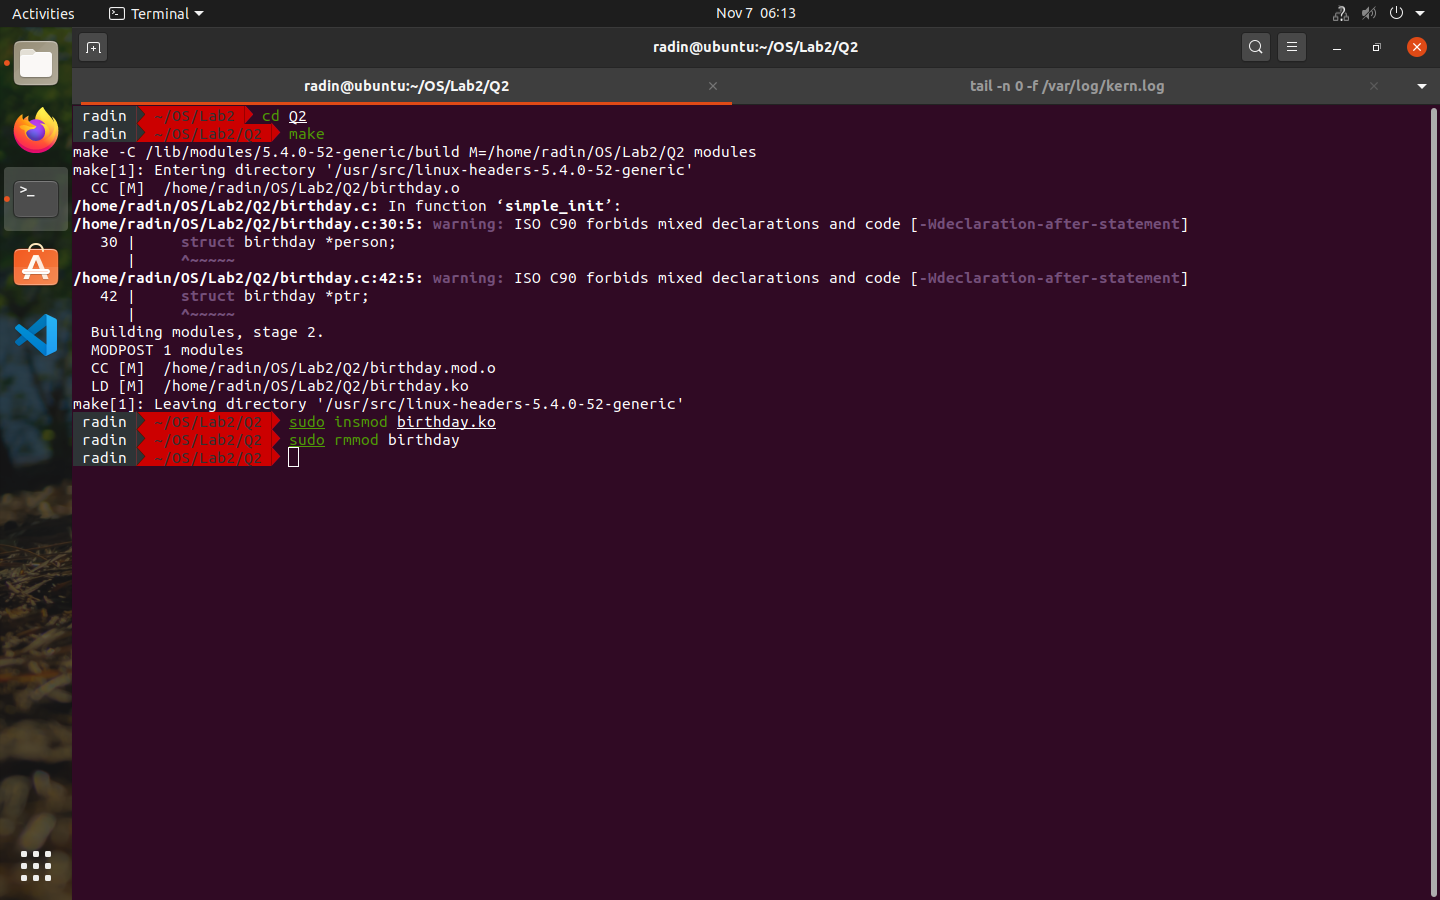 Activities Terminal Nov 7 06:13
radin@ubuntu:~/OS/Lab2/Q2
radin@ubuntu:~/OS/Lab2/Q2 tail -n 0 -f /var/log/kern.log
radin ~/OS/Lab2 cd Q2
radin ~/OS/Lab2/Q2 make
make -C /lib/modules/5.4.0-52-generic/build M=/home/radin/OS/Lab2/Q2 modules
make[1]: Entering directory '/usr/src/linux-headers-5.4.0-52-generic'
CC [M] /home/radin/OS/Lab2/Q2/birthday.o
/home/radin/OS/Lab2/Q2/birthday.c: In function ‘simple_init’:
/home/radin/OS/Lab2/Q2/birthday.c:30:5: warning: ISO C90 forbids mixed declarations and code [-Wdeclaration-after-statement]
30 | struct birthday *person;
| ^~~~~~
/home/radin/OS/Lab2/Q2/birthday.c:42:5: warning: ISO C90 forbids mixed declarations and code [-Wdeclaration-after-statement]
42 | struct birthday *ptr;
| ^~~~~~
Building modules, stage 2.
MODPOST 1 modules
CC [M] /home/radin/OS/Lab2/Q2/birthday.mod.o
LD [M] /home/radin/OS/Lab2/Q2/birthday.ko
make[1]: Leaving directory '/usr/src/linux-headers-5.4.0-52-generic'
radin ~/OS/Lab2/Q2 sudo insmod birthday.ko
radin ~/OS/Lab2/Q2 sudo rmmod birthday
radin ~/OS/Lab2/Q2